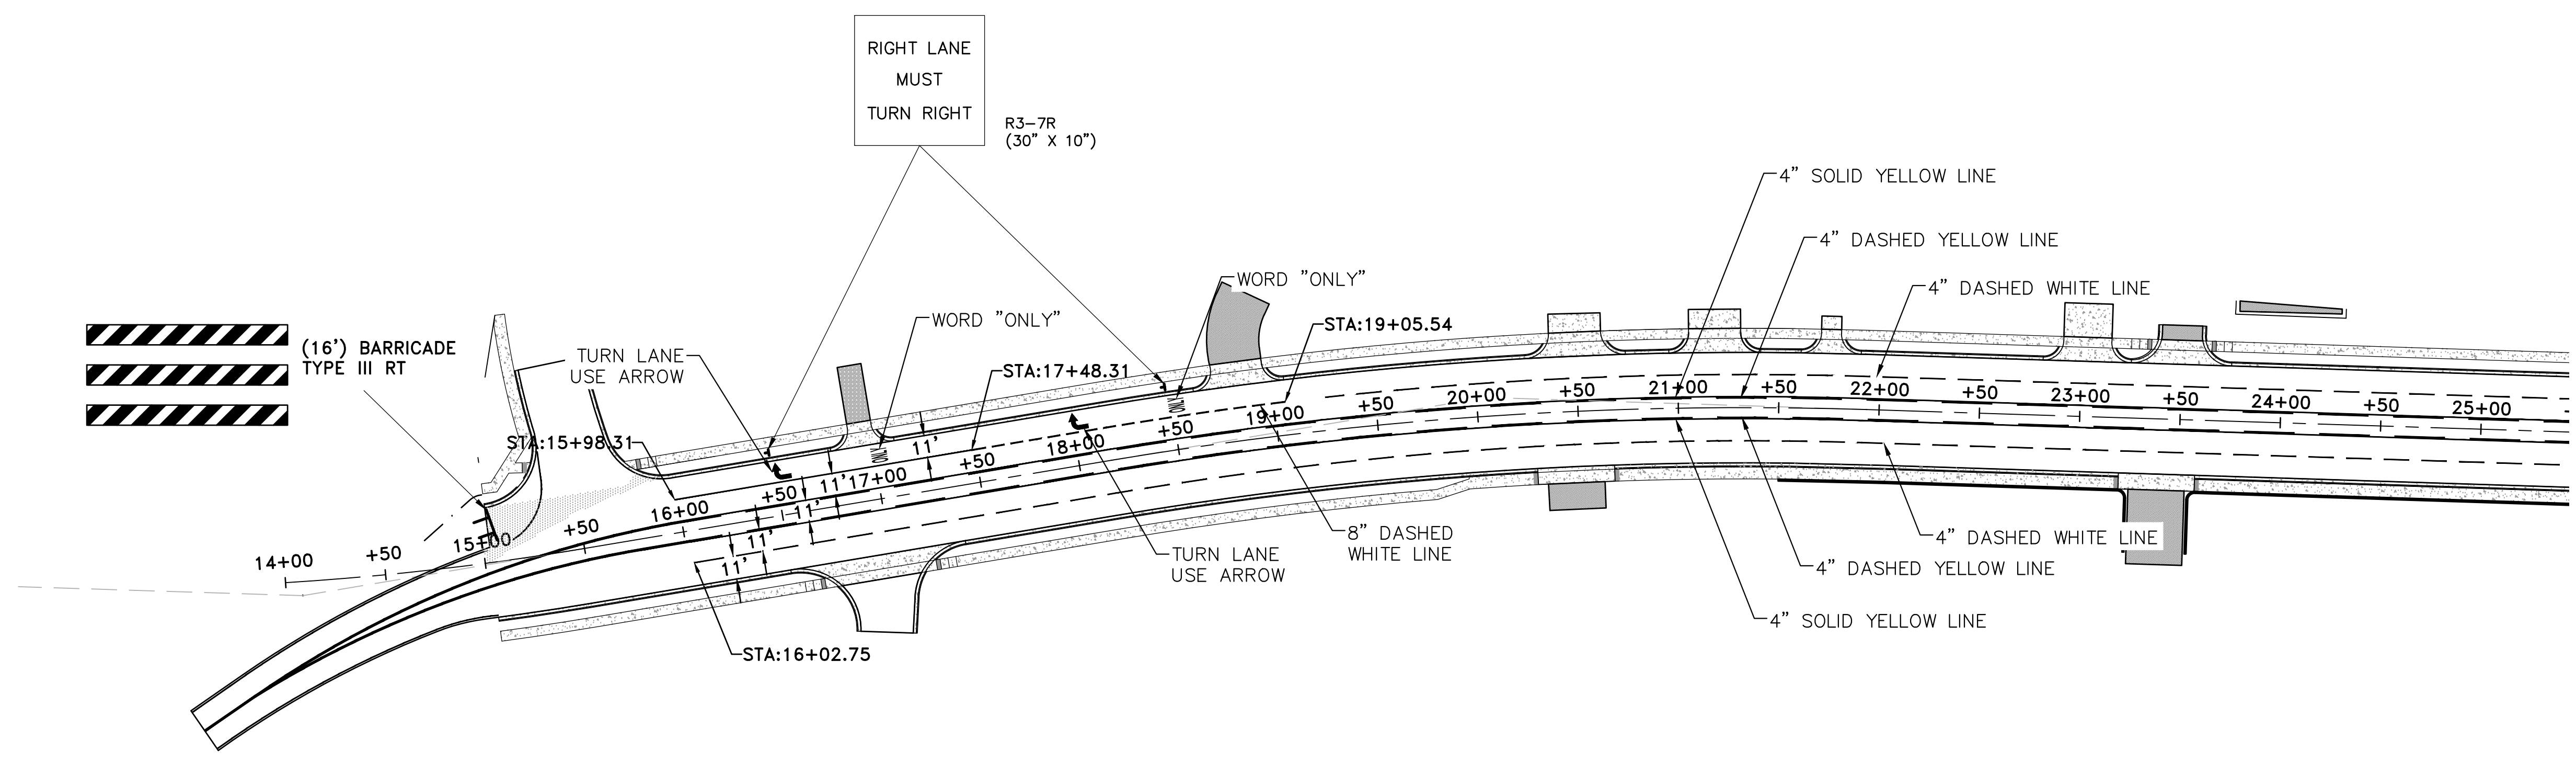 RIGHT LANE
MUST
TURN RIGHT
R3-7R
(30" X 10")
4" SOLID YELLOW LINE
4" DASHED YELLOW LINE
4" DASHED WHITE LINE
WORD "ONLY"
WORD "ONLY"
STA:19+05.54
(16') BARRICADE
TYPE III RT
TURN LANE
USE ARROW
STA:17+48.31
STA:15+98.31
ONLY
ONLY
11'
11'
11'
11'
11'
14+00
+50
15+00
+50
16+00
+50
17+00
+50
18+00
+50
19+00
+50
20+00
+50
21+00
+50
22+00
+50
23+00
+50
24+00
+50
25+00
8" DASHED
WHITE LINE
TURN LANE
USE ARROW
4" DASHED WHITE LINE
4" DASHED YELLOW LINE
4" SOLID YELLOW LINE
STA:16+02.75